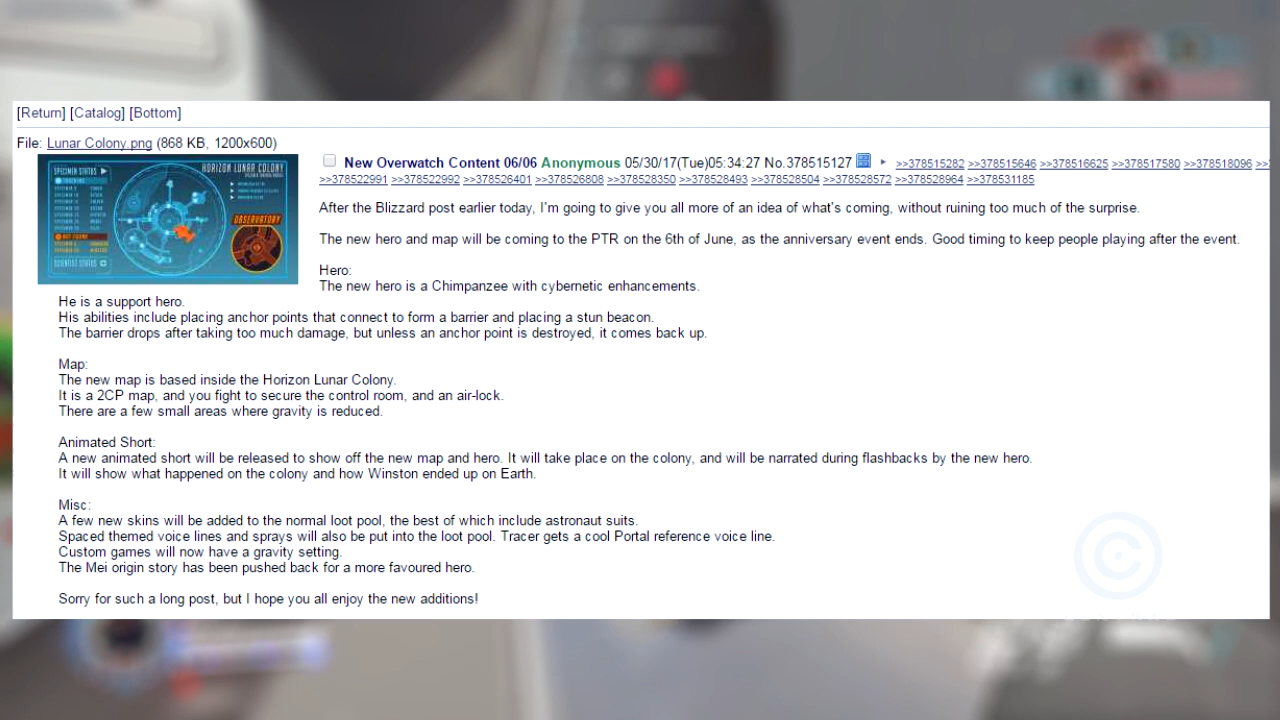 [Return] [Catalog] [Bottom]
File: Lunar Colony.png (868 KB, 1200x600)
SPECIMEN STATUS
HORIZON LUNAR COLONY
OBSERVATORY
SCIENTIST STATUS
New Overwatch Content 06/06 Anonymous 05/30/17(Tue)05:34:27 No.378515127 >>378515282 >>378515646 >>378516625 >>378517580 >>378518096 >>
>>378522991 >>378522992 >>378526401 >>378526808 >>378528350 >>378528493 >>378528504 >>378528572 >>378528964 >>378531185
After the Blizzard post earlier today, I'm going to give you all more of an idea of what's coming, without ruining too much of the surprise.
The new hero and map will be coming to the PTR on the 6th of June, as the anniversary event ends. Good timing to keep people playing after the event.
Hero:
The new hero is a Chimpanzee with cybernetic enhancements.
He is a support hero.
His abilities include placing anchor points that connect to form a barrier and placing a stun beacon.
The barrier drops after taking too much damage, but unless an anchor point is destroyed, it comes back up.
Map:
The new map is based inside the Horizon Lunar Colony.
It is a 2CP map, and you fight to secure the control room, and an air-lock.
There are a few small areas where gravity is reduced.
Animated Short:
A new animated short will be released to show off the new map and hero. It will take place on the colony, and will be narrated during flashbacks by the new hero.
It will show what happened on the colony and how Winston ended up on Earth.
Misc:
A few new skins will be added to the normal loot pool, the best of which include astronaut suits.
Spaced themed voice lines and sprays will also be put into the loot pool. Tracer gets a cool Portal reference voice line.
Custom games will now have a gravity setting.
The Mei origin story has been pushed back for a more favoured hero.
Sorry for such a long post, but I hope you all enjoy the new additions!